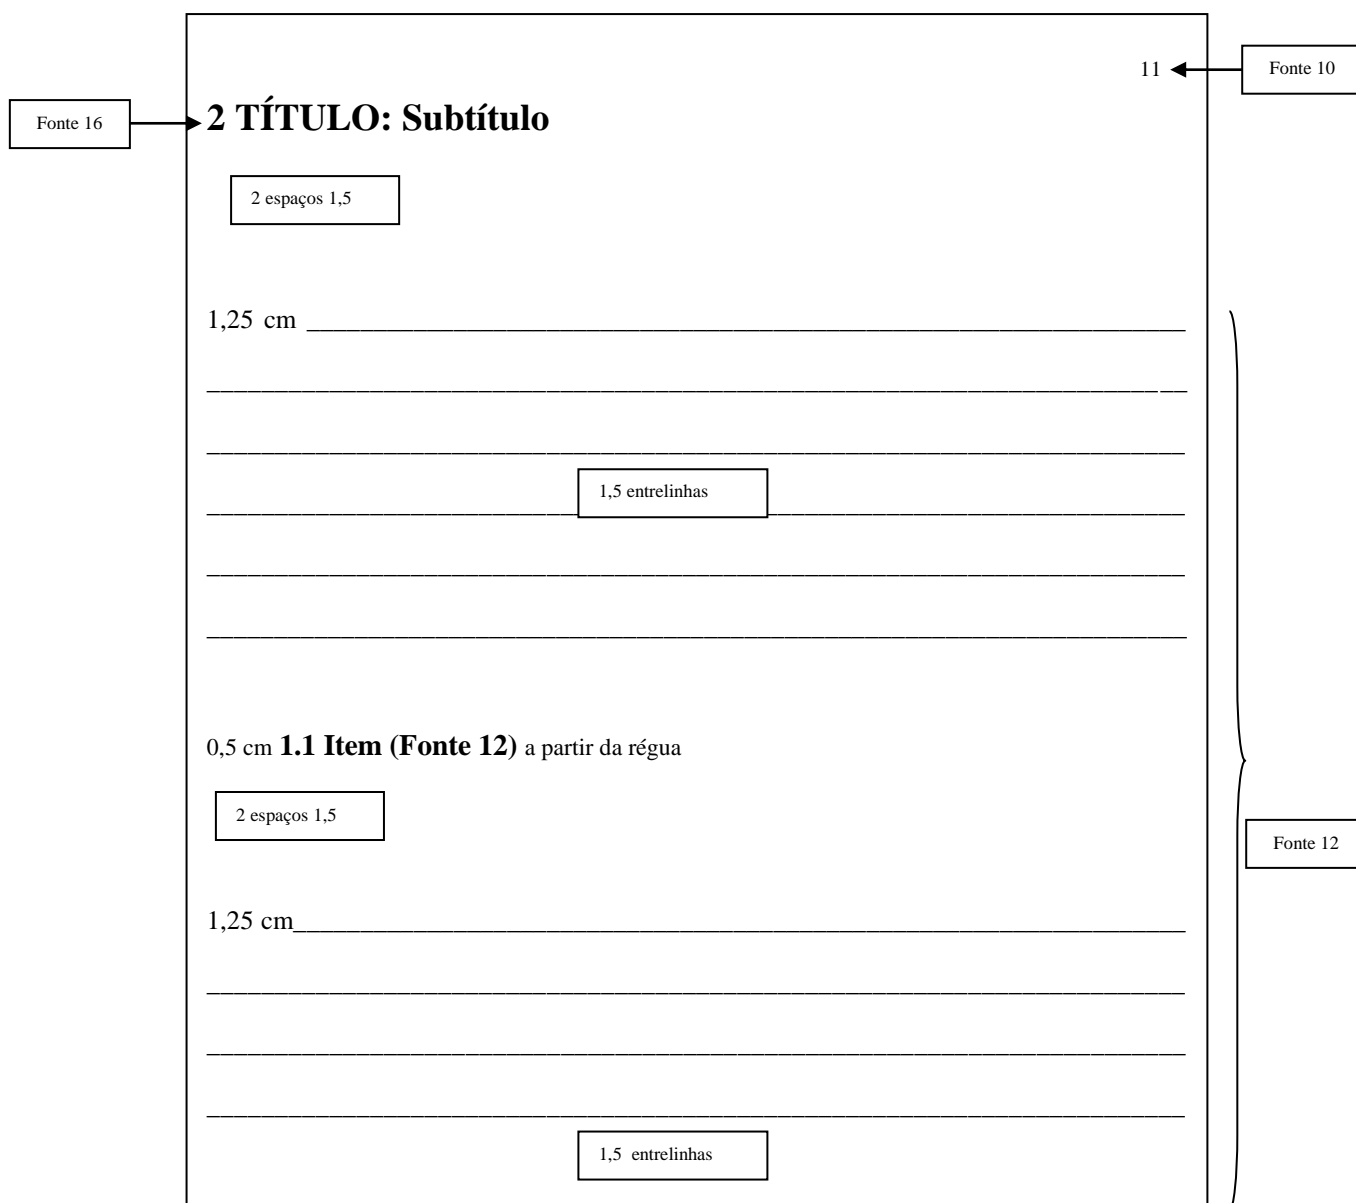 11
Fonte 10
Fonte 16
2 TÍTULO: Subtítulo
2 espaços 1,5
1,25 cm
1,5 entrelinhas
0,5 cm 1.1 Item (Fonte 12) a partir da régua
2 espaços 1,5
Fonte 12
1,25 cm
1,5 entrelinhas